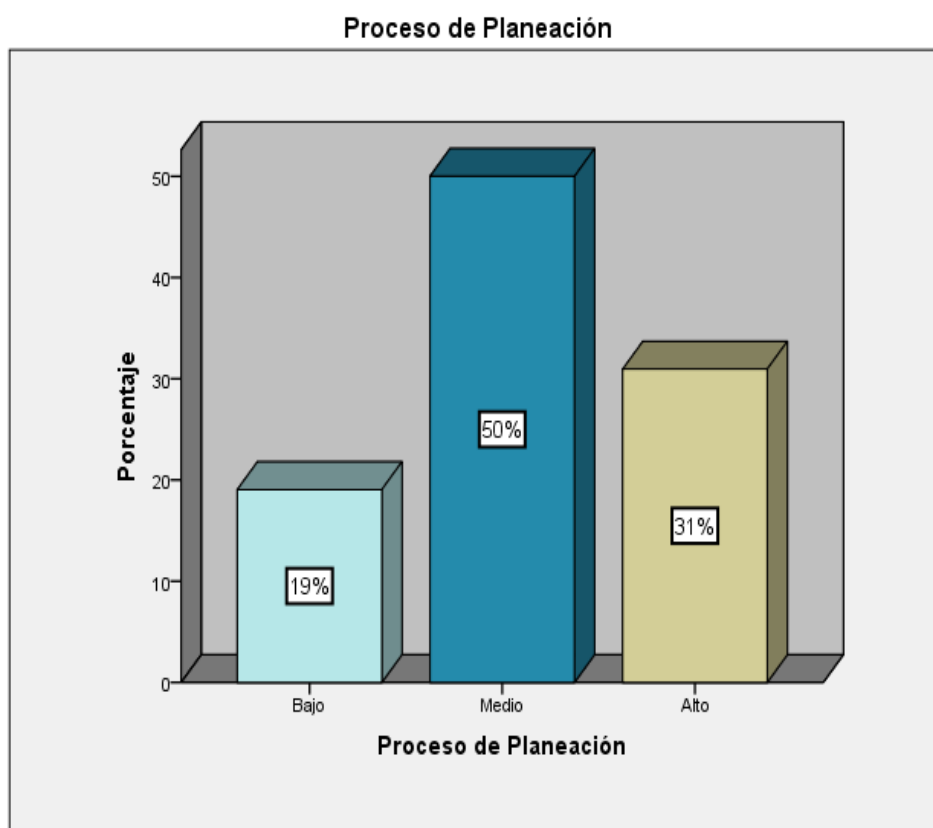 Proceso de Planeación
50
40
30
20
10
0
Porcentaje
19%
50%
31%
Bajo
Medio
Alto
Proceso de Planeación